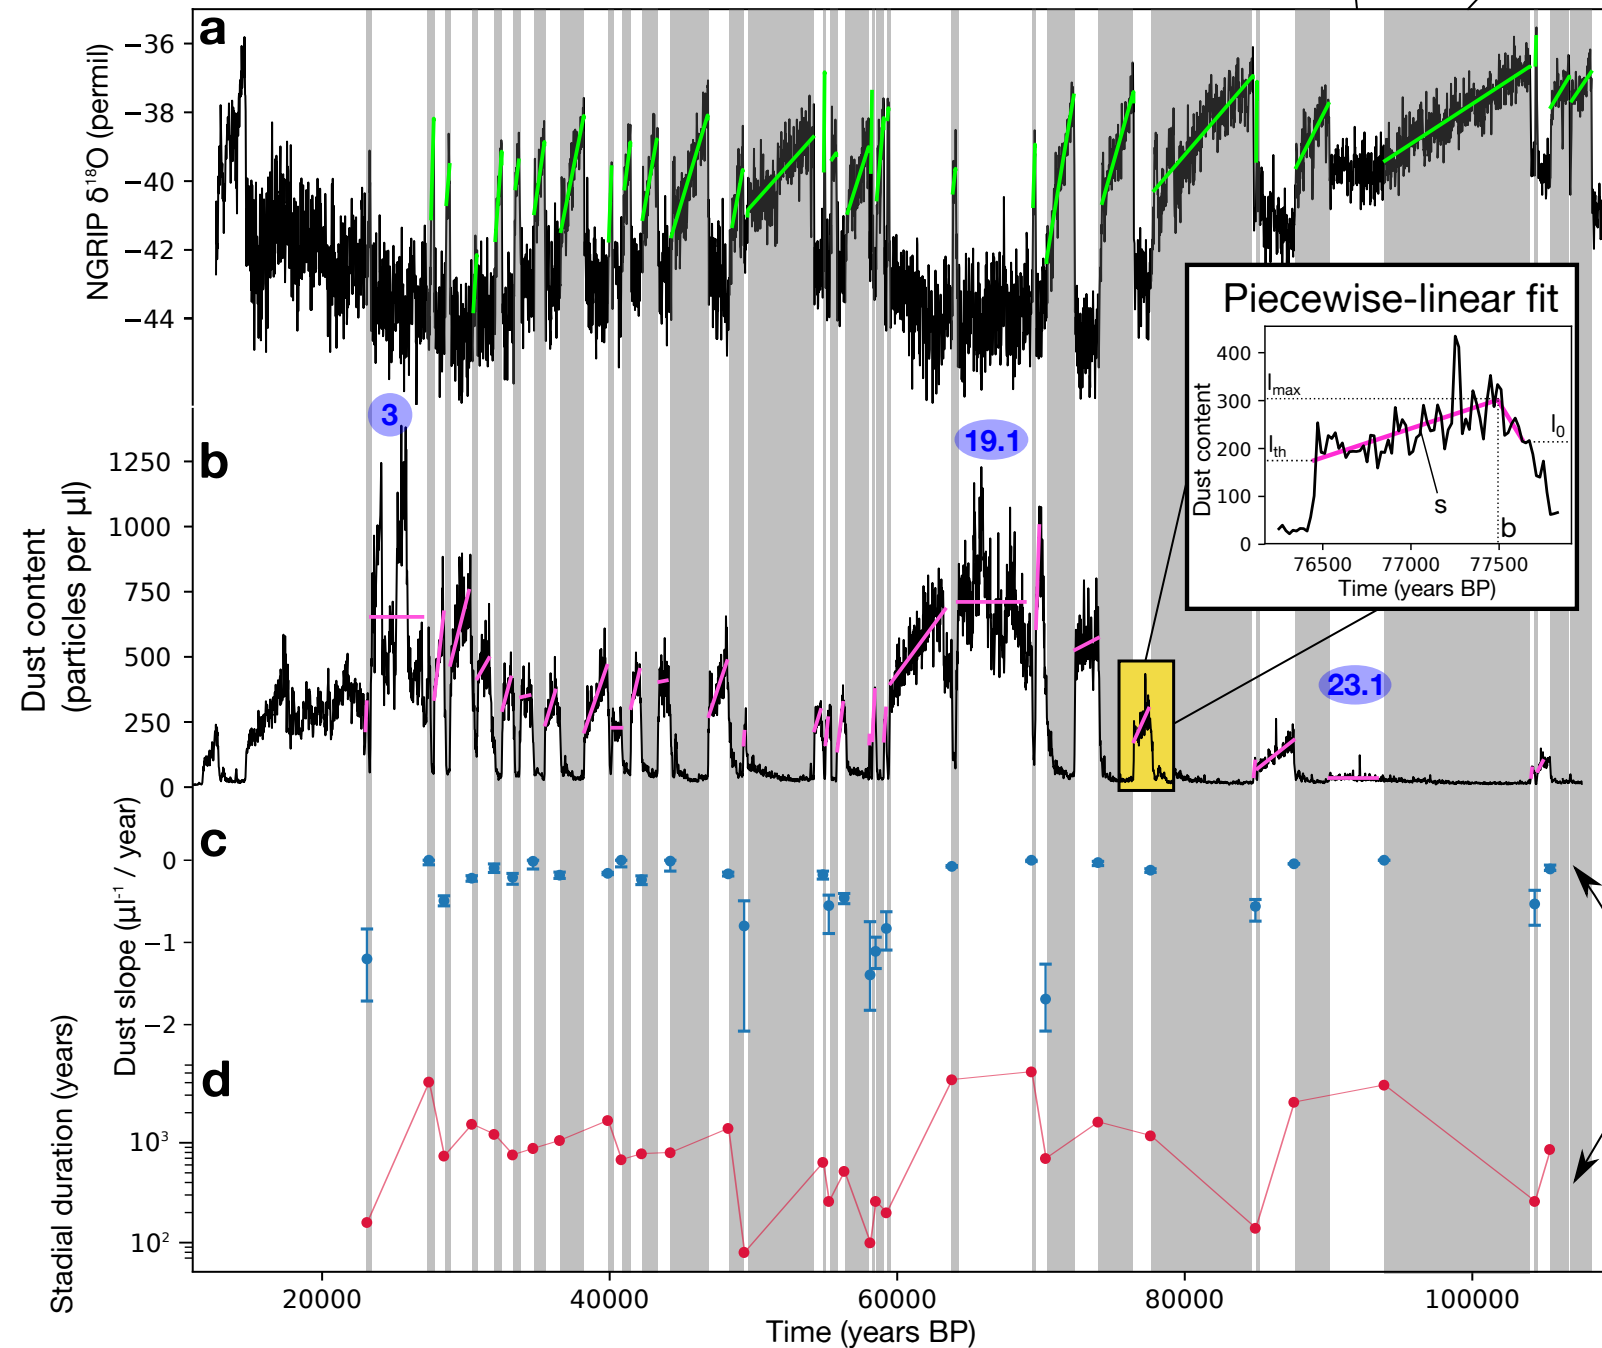 a
−36
−38
−40
−42
−44
NGRIP δ¹⁸O (permil)
Piecewise-linear fit
400
300
200
100
0
Dust content
I_max
I_th
I_0
s
b
76500 77000 77500
Time (years BP)
3
19.1
23.1
b
1250
1000
750
500
250
0
Dust content
(particles per µl)
c
0
−1
−2
Dust slope (µl⁻¹ / year)
d
10³
10²
Stadial duration (years)
20000 40000 60000 80000 100000
Time (years BP)